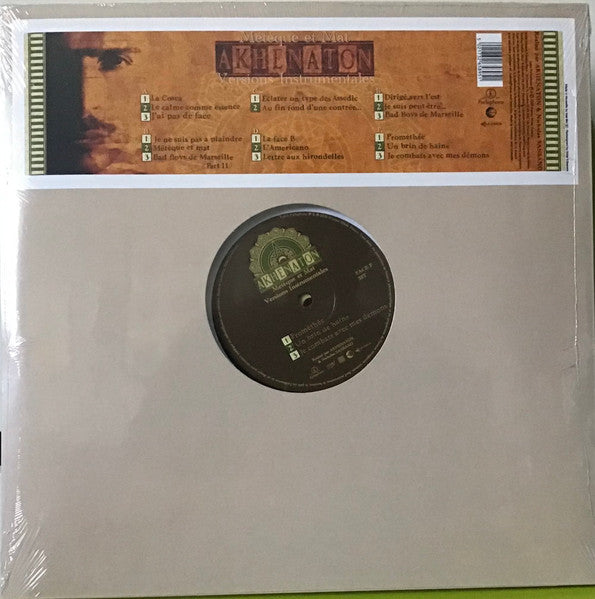 Métèque et Mat
AKHENATON
Versions Instrumentales
1 La Cosca
2 Le calme comme essence
3 J'ai pas de face
1 Eclater un type des Assedic
2 Au fin fond d'une contrée...
1 Dirigé vers l'est
2 Je suis peut être...
3 Bad Boys de Marseille
1 Je ne suis pas à plaindre
2 Métèque et mat
3 Bad Boys de Marseille
Part II
1 La face B
2 L'Americano
3 Lettre aux hirondelles
1 Prométhée
2 Un brin de haine
3 Je combats avec mes démons
Parlophone
AKHENATON
Métèque et Mat
Versions Instrumentales
1 Prométhée
2 Un brin de haine
3 Je combats avec mes démons